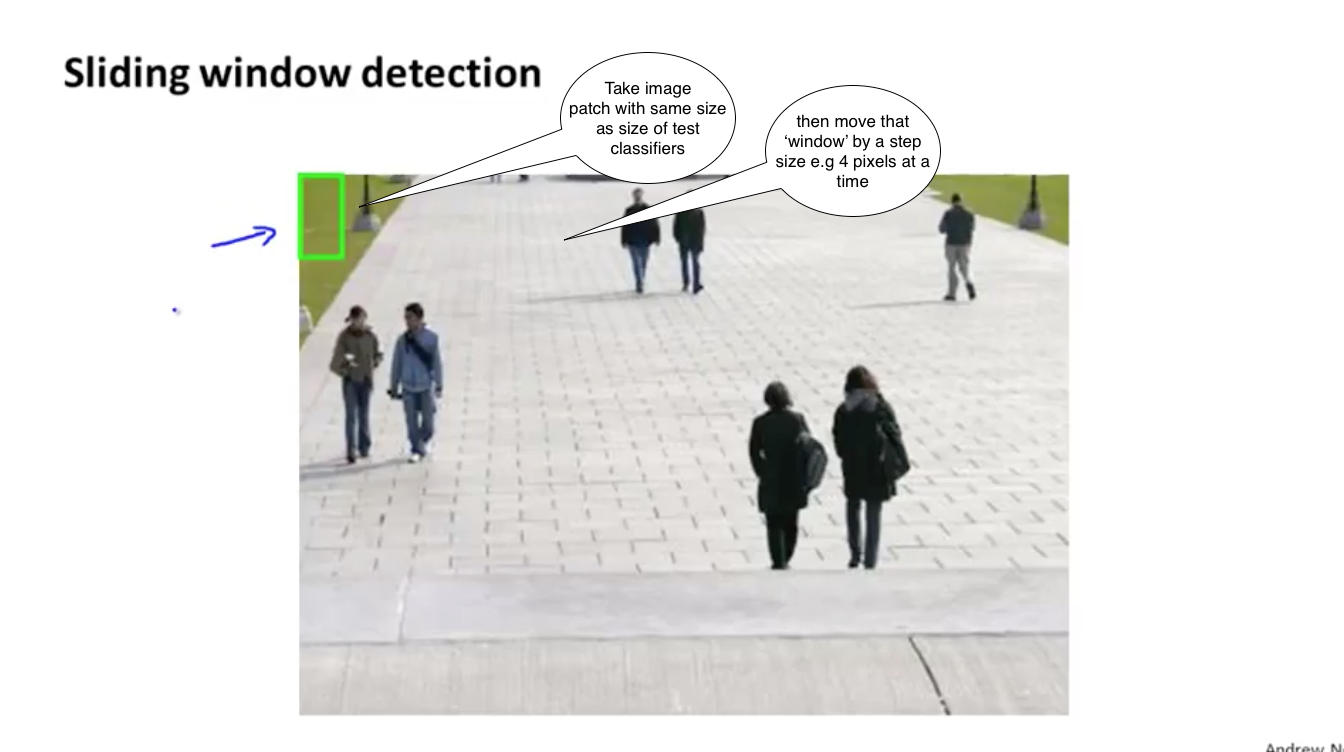 Sliding window detection
Take image
patch with same size
as size of test
classifiers
then move that
‘window’ by a step
size e.g 4 pixels at a
time
Andrew